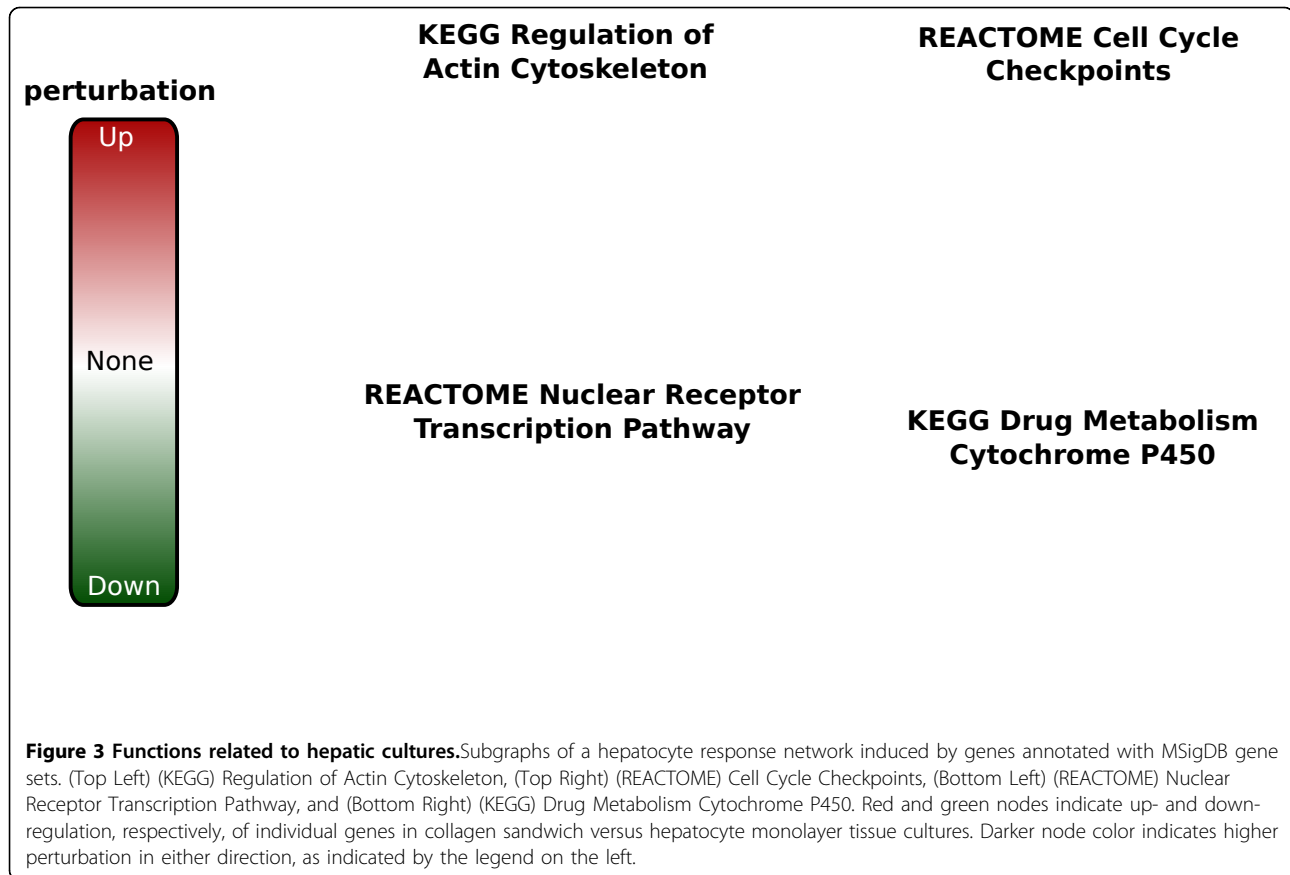 KEGG Regulation of
Actin Cytoskeleton
REACTOME Cell Cycle
Checkpoints
perturbation
Up
None
Down
REACTOME Nuclear Receptor
Transcription Pathway
KEGG Drug Metabolism
Cytochrome P450
Figure 3 Functions related to hepatic cultures.Subgraphs of a hepatocyte response network induced by genes annotated with MSigDB gene
sets. (Top Left) (KEGG) Regulation of Actin Cytoskeleton, (Top Right) (REACTOME) Cell Cycle Checkpoints, (Bottom Left) (REACTOME) Nuclear
Receptor Transcription Pathway, and (Bottom Right) (KEGG) Drug Metabolism Cytochrome P450. Red and green nodes indicate up- and down-
regulation, respectively, of individual genes in collagen sandwich versus hepatocyte monolayer tissue cultures. Darker node color indicates higher
perturbation in either direction, as indicated by the legend on the left.